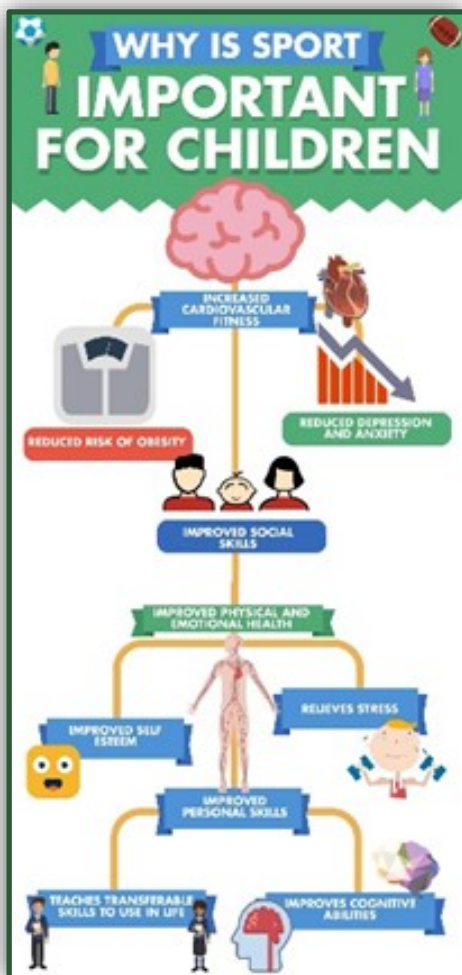 WHY IS SPORT
IMPORTANT
FOR CHILDREN
INCREASED
CARDIOVASCULAR
FITNESS
REDUCED RISK OF OBESITY
REDUCED DEPRESSION
AND ANXIETY
IMPROVED SOCIAL
SKILLS
IMPROVED PHYSICAL AND
EMOTIONAL HEALTH
IMPROVED SELF
ESTEEM
RELIEVES STRESS
IMPROVED
PERSONAL SKILLS
TEACHES TRANSFERABLE
SKILLS TO USE IN LIFE
IMPROVES COGNITIVE
ABILITIES